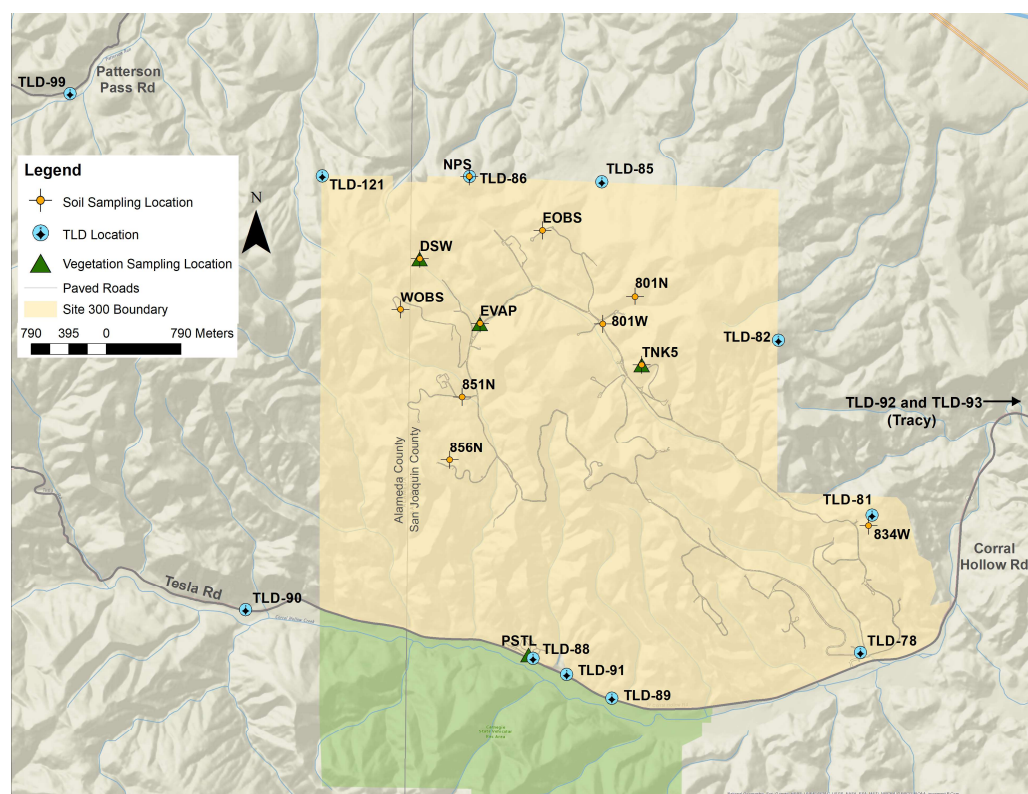 TLD-99
Patterson
Pass Rd
Legend
Soil Sampling Location
TLD Location
Vegetation Sampling Location
Paved Roads
Site 300 Boundary
790 395 0 790 Meters
N
TLD-121
NPS
TLD-86
TLD-85
EOBS
DSW
WOBS
EVAP
801N
801W
TNK5
TLD-82
851N
TLD-92 and TLD-93
(Tracy)
856N
Alameda County
San Joaquin County
TLD-81
834W
Corral
Hollow Rd
Tesla Rd
TLD-90
PSTL
TLD-88
TLD-91
TLD-89
TLD-78